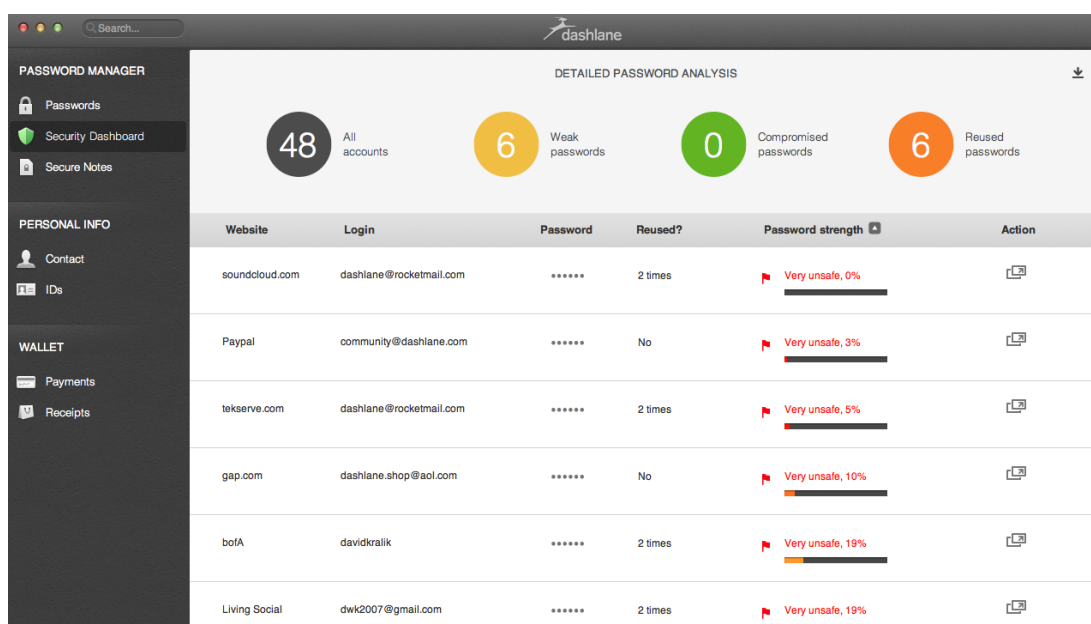 Search...
dashlane
PASSWORD MANAGER
Passwords
Security Dashboard
Secure Notes
PERSONAL INFO
Contact
IDs
WALLET
Payments
Receipts
DETAILED PASSWORD ANALYSIS
48 All accounts
6 Weak passwords
0 Compromised passwords
6 Reused passwords
Website Login Password Reused? Password strength Action
soundcloud.com dashlane@rocketmail.com •••••• 2 times Very unsafe, 0%
Paypal community@dashlane.com •••••• No Very unsafe, 3%
tekserve.com dashlane@rocketmail.com •••••• 2 times Very unsafe, 5%
gap.com dashlane.shop@aol.com •••••• No Very unsafe, 10%
bofA davidkralik •••••• 2 times Very unsafe, 19%
Living Social dwk2007@gmail.com •••••• 2 times Very unsafe, 19%